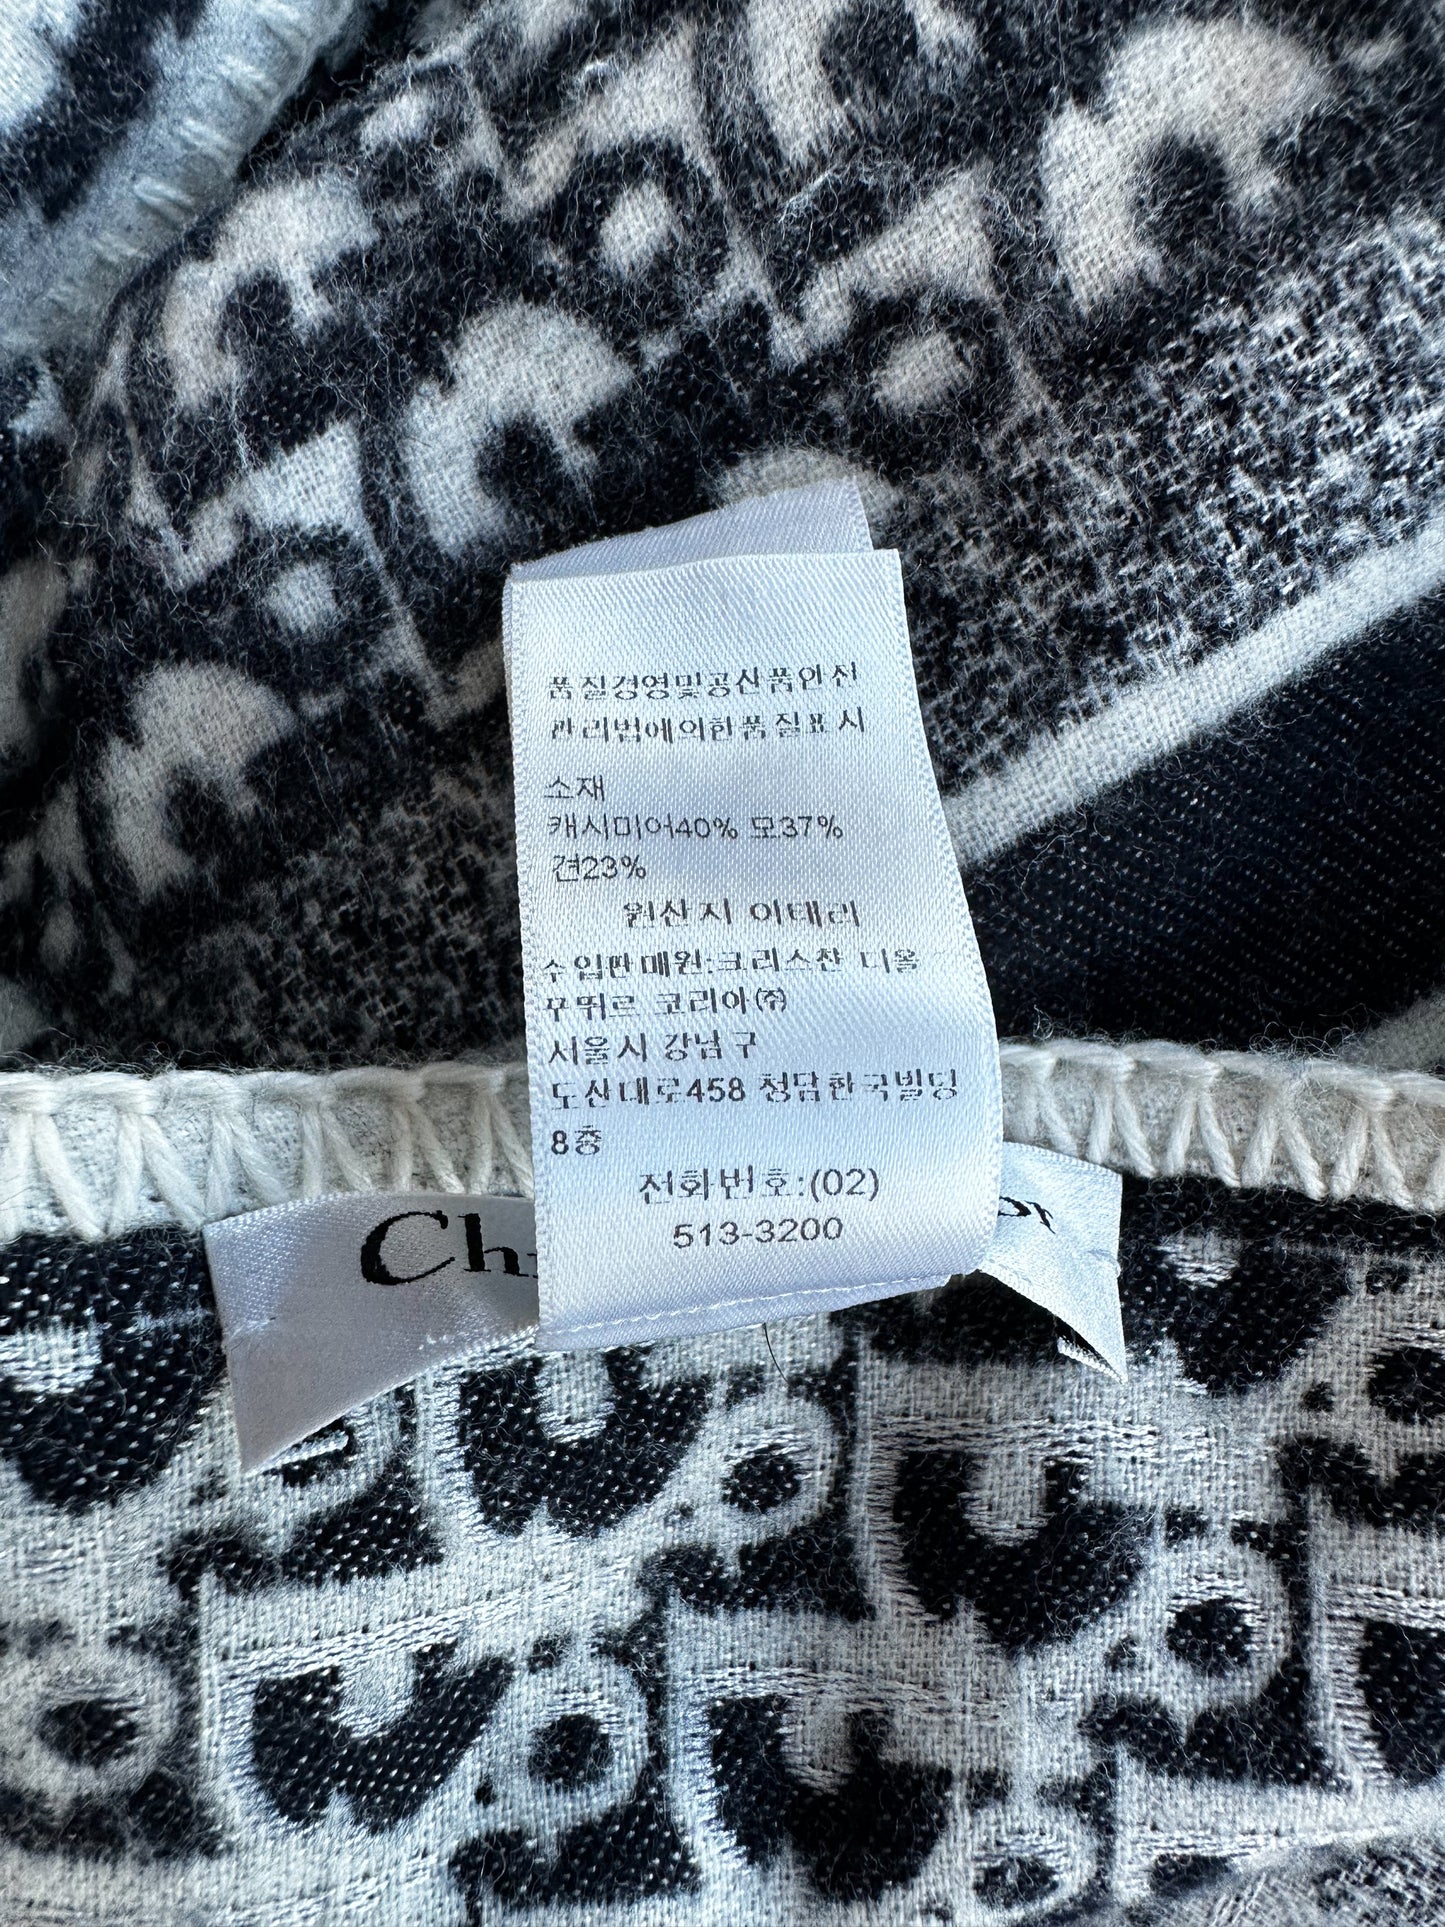 품질경영및공산품안전
관리법에의한품질표시
소재
캐시미어40% 모37%
견23%
원산지 이태리
수입판매원:크리스찬 디올
꾸뛰르 코리아㈜
서울시 강남구
도산대로458 청담한국빌딩
8층
전화번호:(02)
513-3200
Ch
or